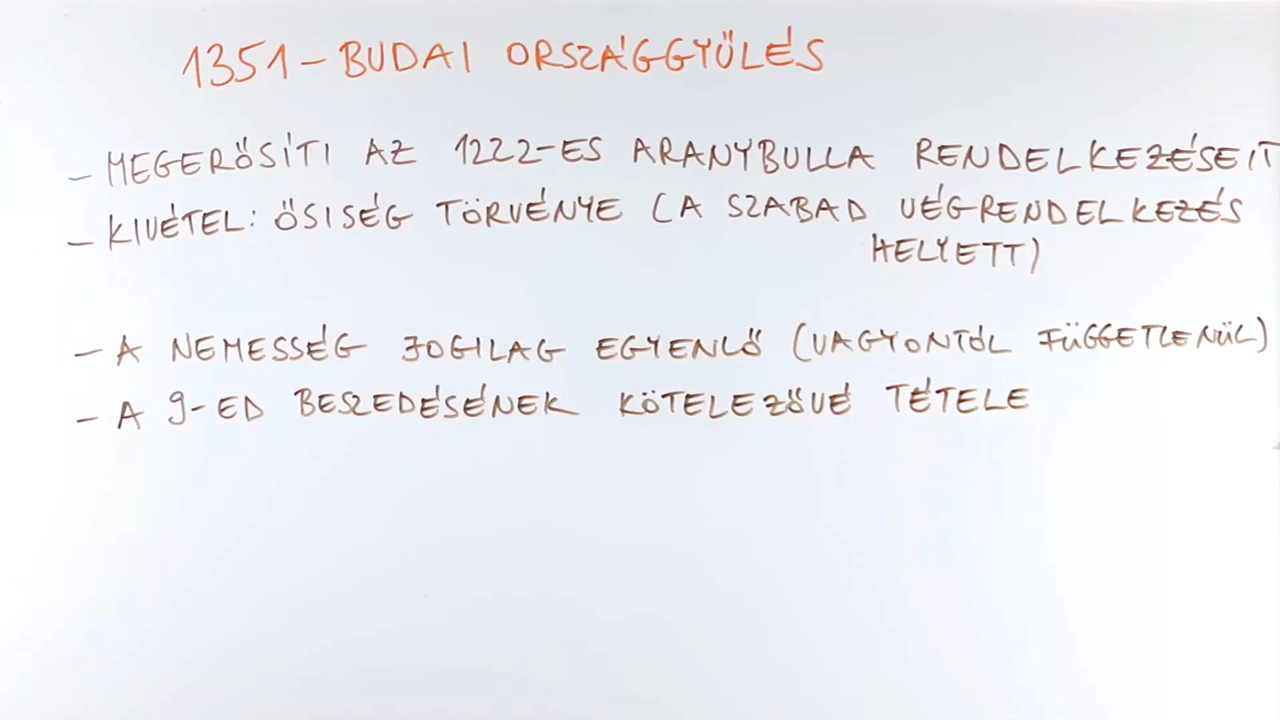 1351 - BUDAI ORSZÁGGYŰLÉS
- MEGERŐSÍTI AZ 1222-ES ARANYBULLA RENDELKEZÉSEIT
- KIVÉTEL: ŐSISÉG TÖRVÉNYE (A SZABAD VÉGRENDELKEZÉS
HELYETT)
- A NEMESSÉG JOGILAG EGYENLŐ (VAGYONTÓL FÜGGETLENÜL)
- A 9-ED BESZEDÉSÉNEK KÖTELEZŐVÉ TÉTELE